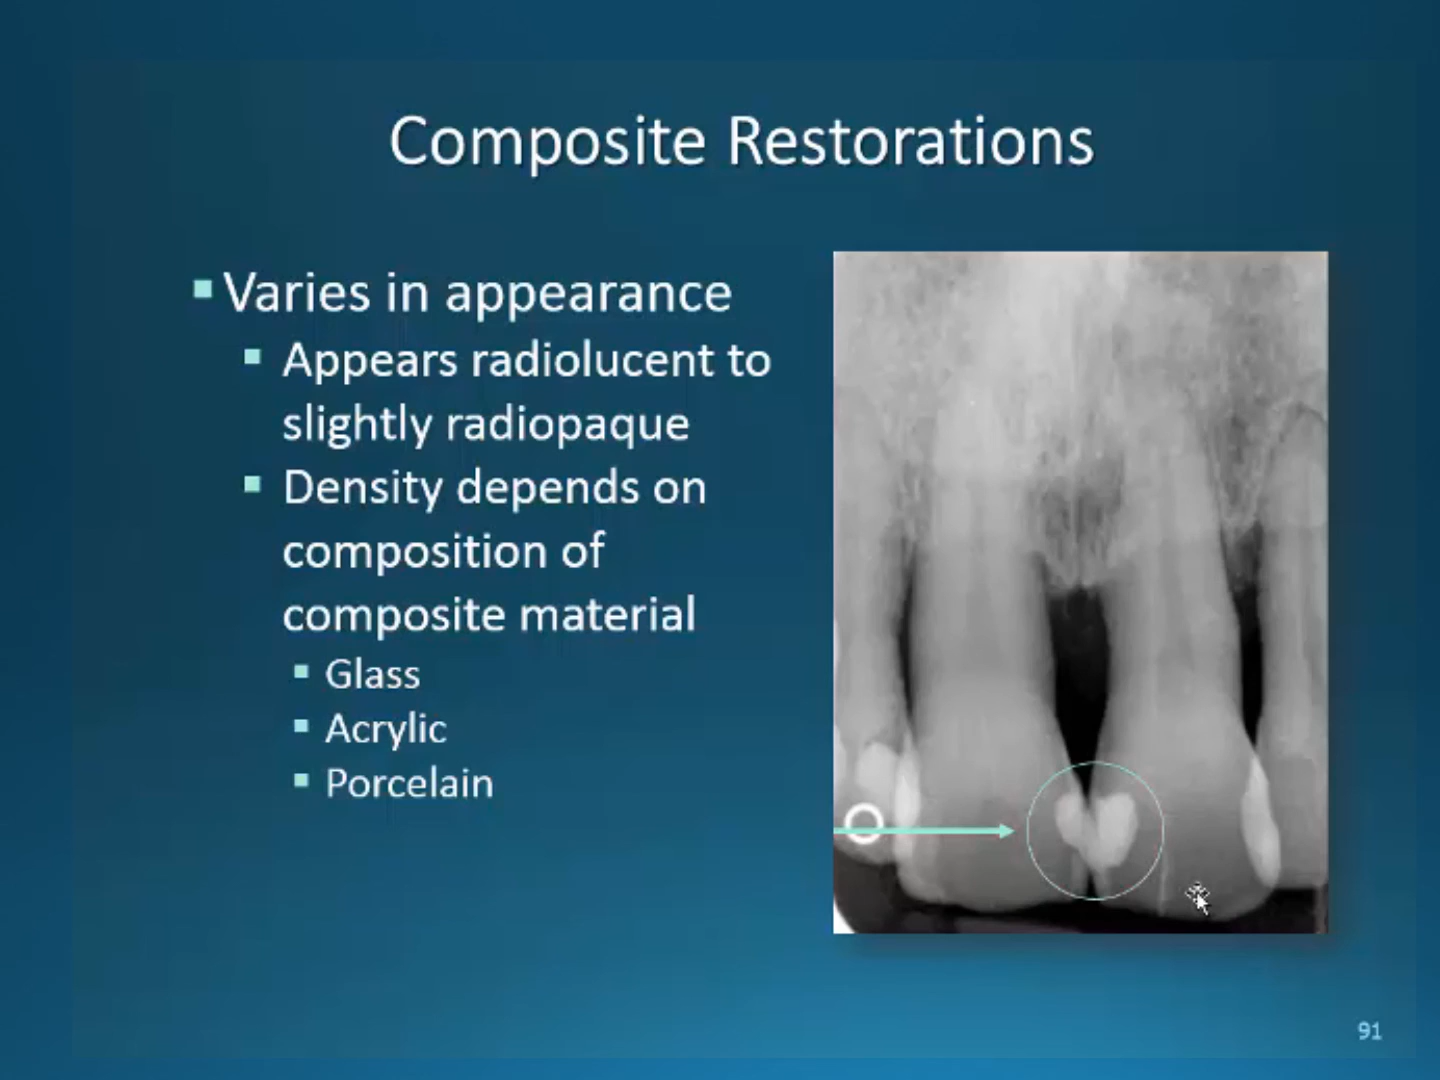 Composite Restorations
Varies in appearance
Appears radiolucent to
slightly radiopaque
Density depends on
composition of
composite material
Glass
Acrylic
Porcelain
91